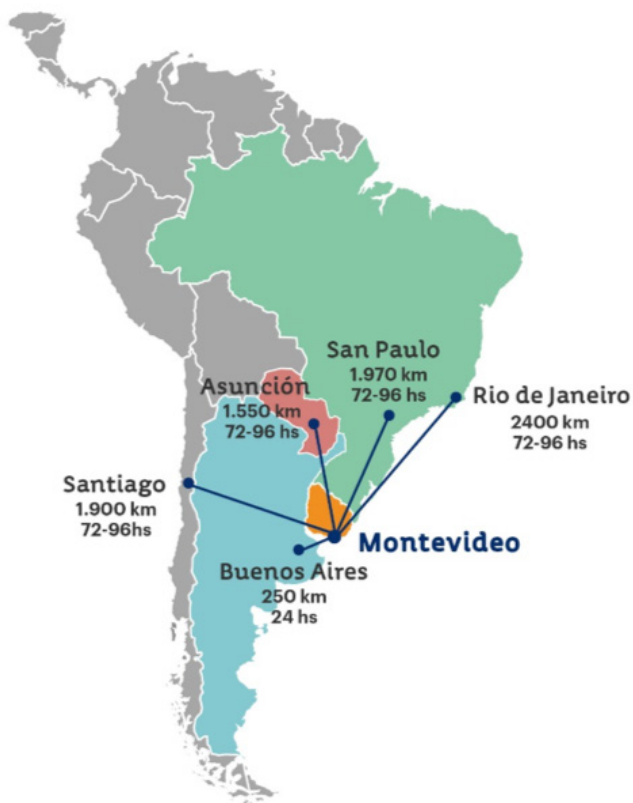 San Paulo
1.970 km
72-96 hs
Rio de Janeiro
2400 km
72-96 hs
Asunción
1.550 km
72-96 hs
Santiago
1.900 km
72-96hs
Montevideo
Buenos Aires
250 km
24 hs